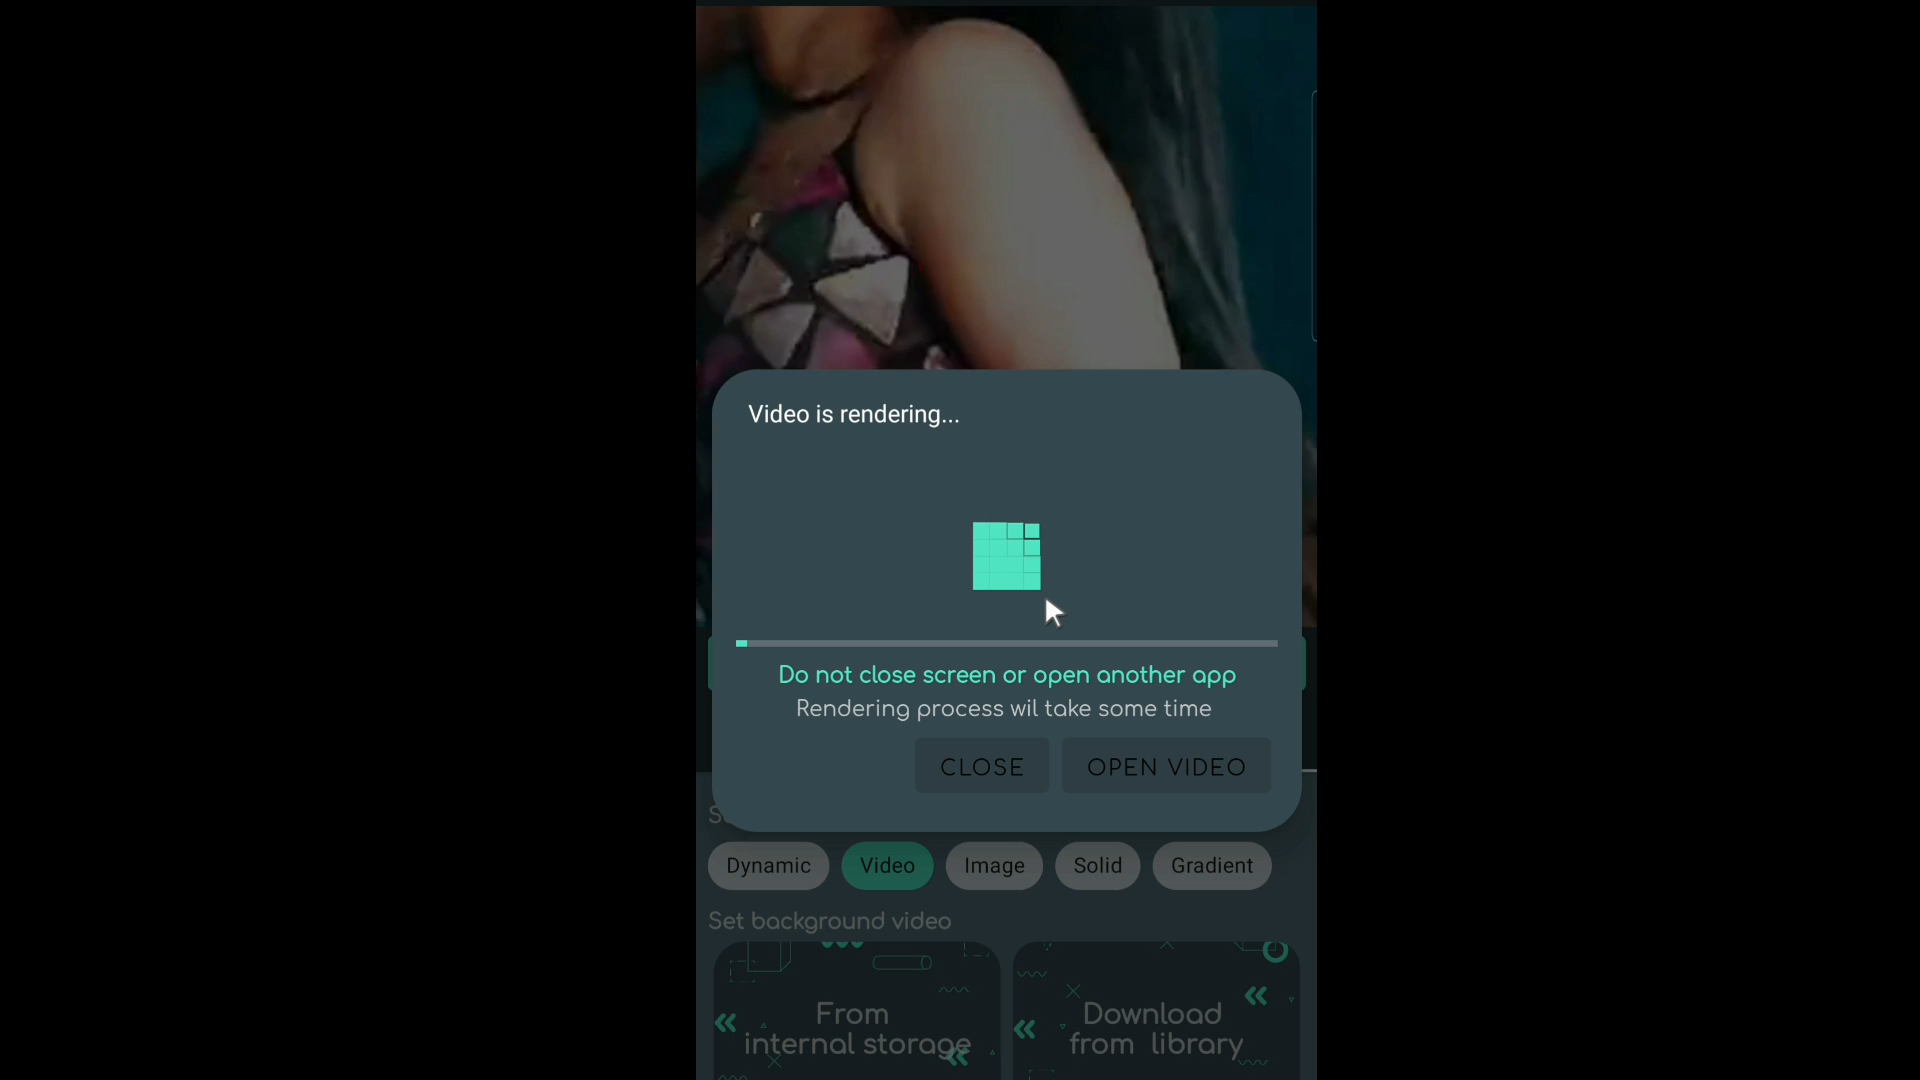 Video is rendering...
Do not close screen or open another app
Rendering process wil take some time
CLOSE
OPEN VIDEO
Dynamic
Video
Image
Solid
Gradient
Set background video
From
internal storage
Download
from library